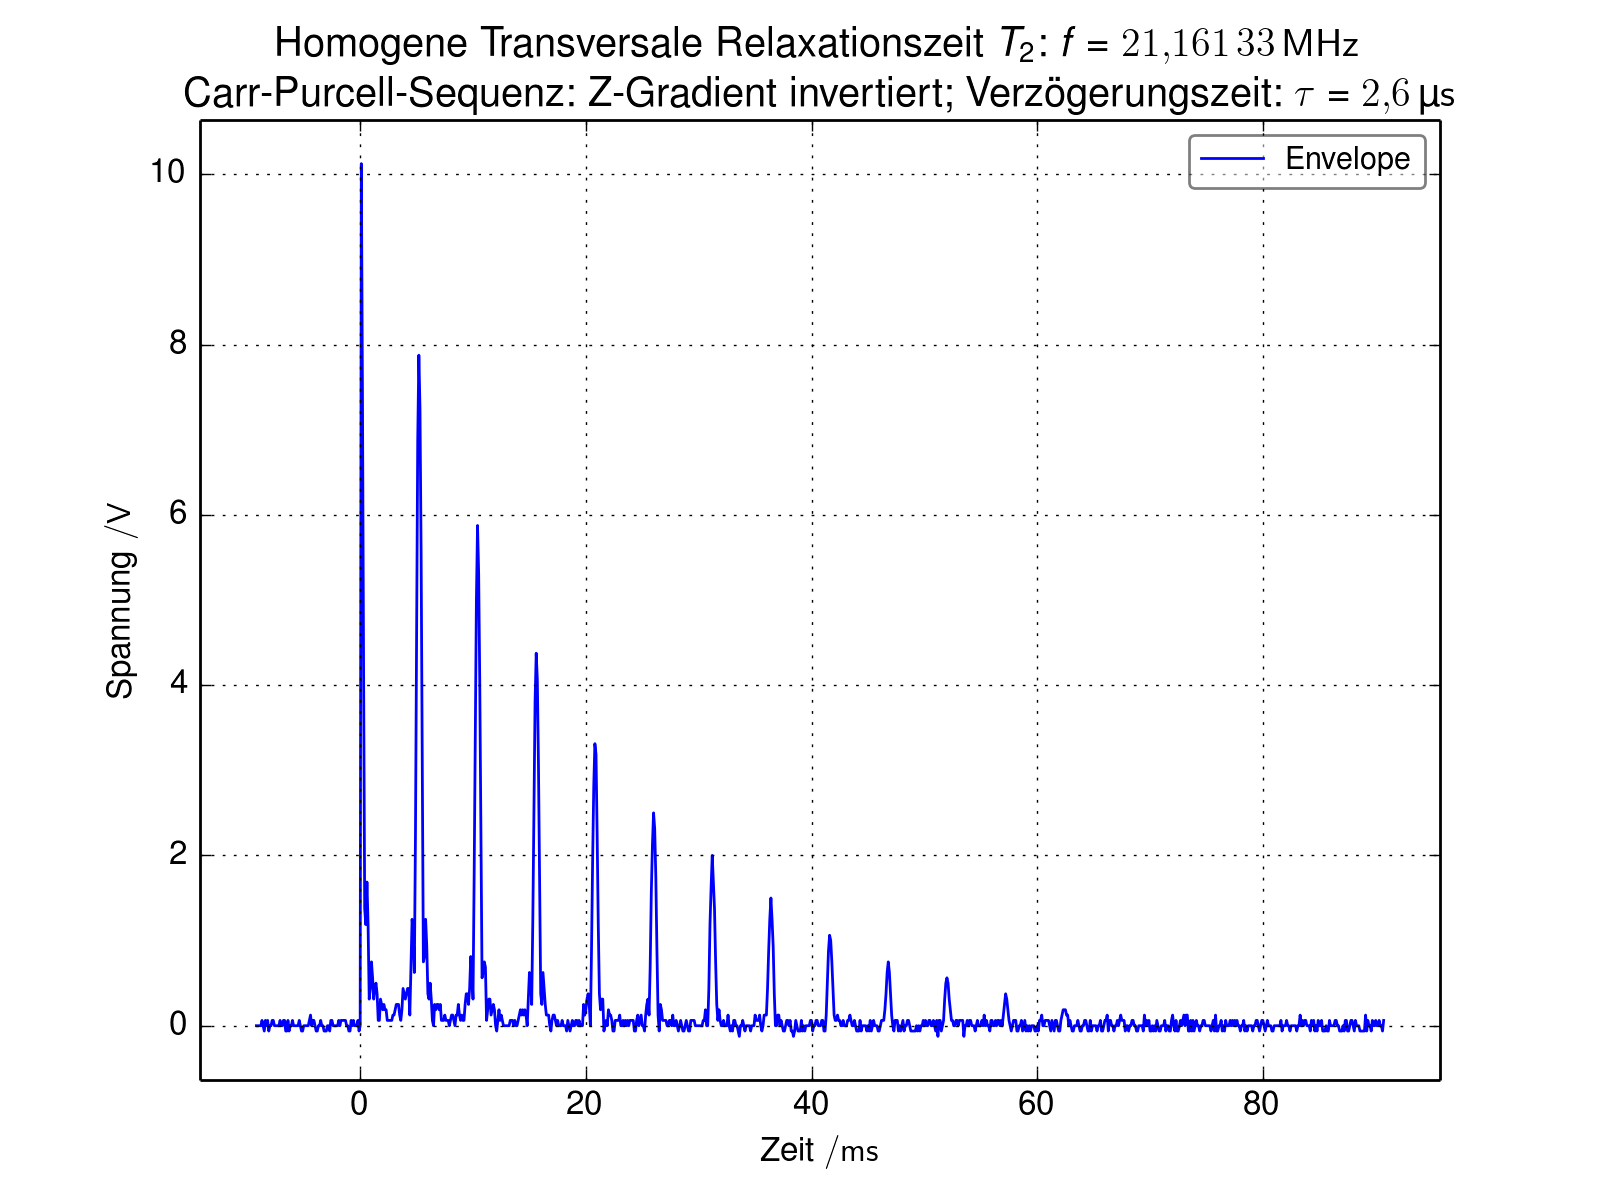 Homogene Transversale Relaxationszeit T₂: f = 21,161 33 MHz
Carr-Purcell-Sequenz: Z-Gradient invertiert; Verzögerungszeit: τ = 2,6 µs
Envelope
10
8
6
4
2
0
Spannung /V
0 20 40 60 80
Zeit /ms